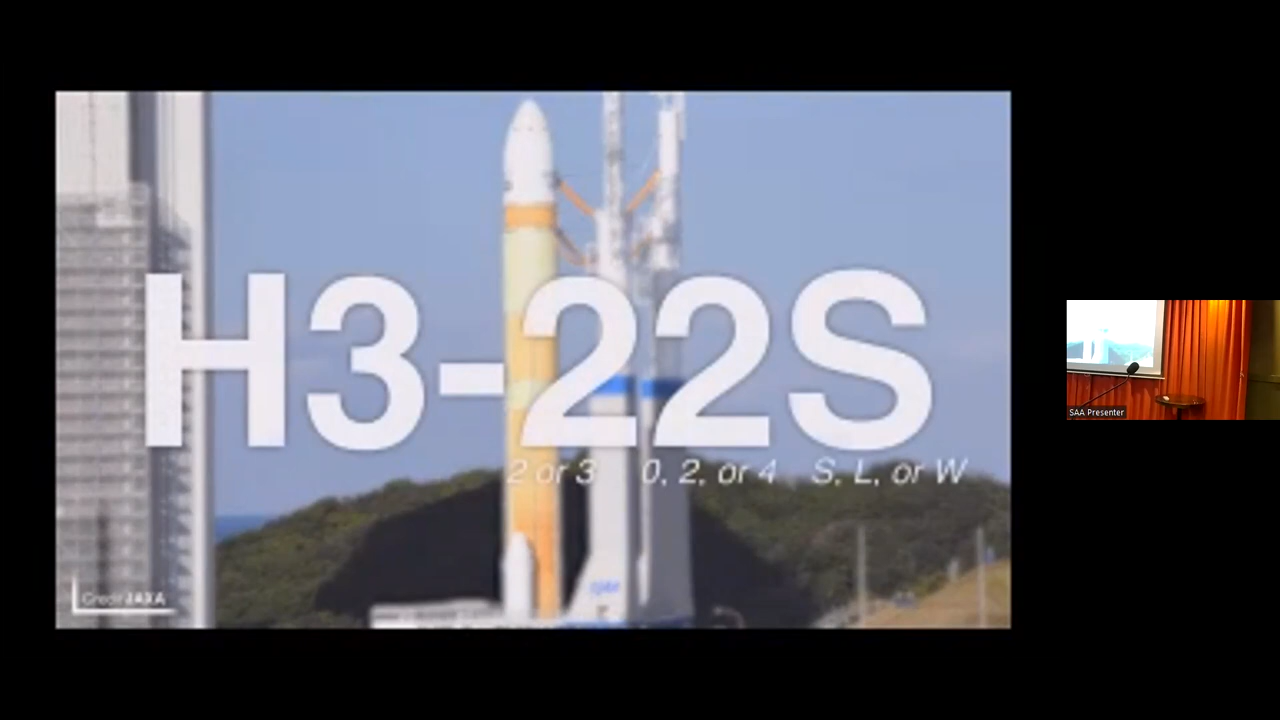 H3-22S
2 or 3 0, 2, or 4 S, L, or W
Credit JAXA
SAA Presenter